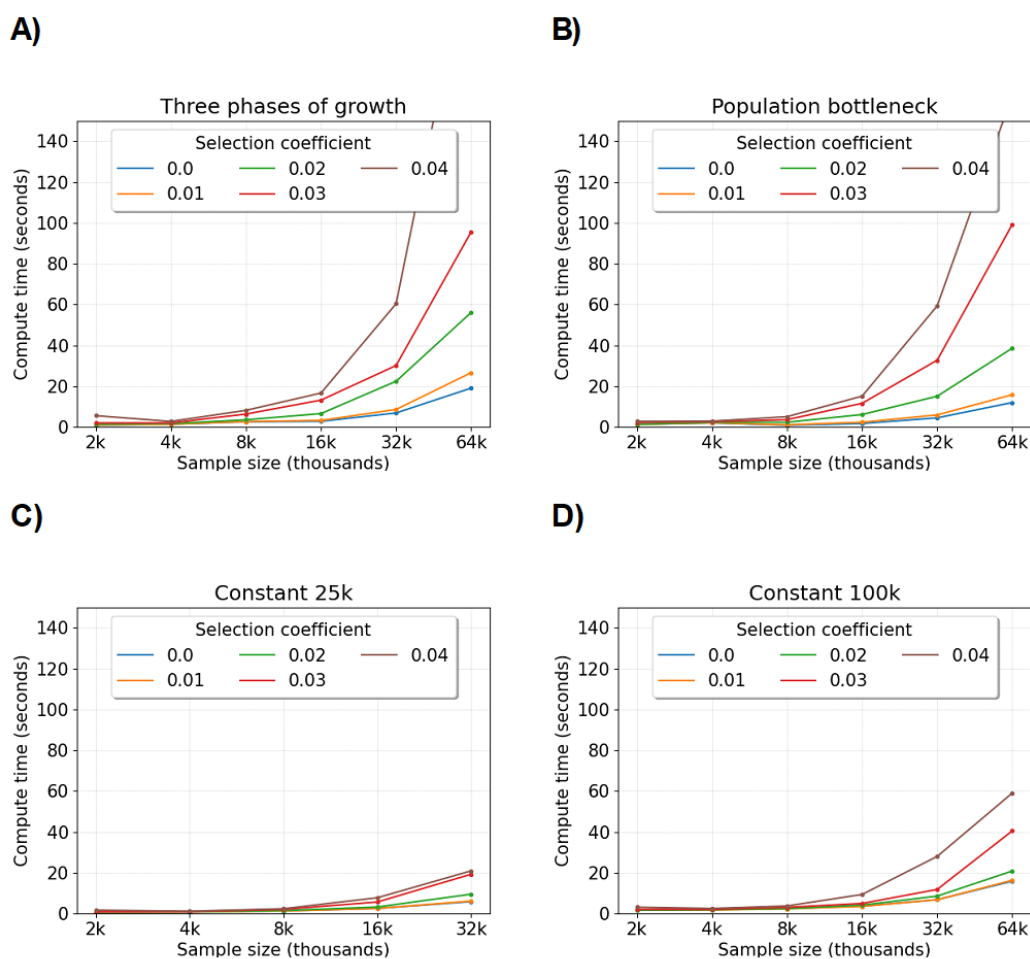 A)
Three phases of growth
Compute time (seconds)
140
120
100
80
60
40
20
0
Selection coefficient
0.0 0.02 0.04
0.01 0.03
2k 4k 8k 16k 32k 64k
Sample size (thousands)
B)
Population bottleneck
Compute time (seconds)
140
120
100
80
60
40
20
0
Selection coefficient
0.0 0.02 0.04
0.01 0.03
2k 4k 8k 16k 32k 64k
Sample size (thousands)
C)
Constant 25k
Compute time (seconds)
140
120
100
80
60
40
20
0
Selection coefficient
0.0 0.02 0.04
0.01 0.03
2k 4k 8k 16k 32k
Sample size (thousands)
D)
Constant 100k
Compute time (seconds)
140
120
100
80
60
40
20
0
Selection coefficient
0.0 0.02 0.04
0.01 0.03
2k 4k 8k 16k 32k 64k
Sample size (thousands)